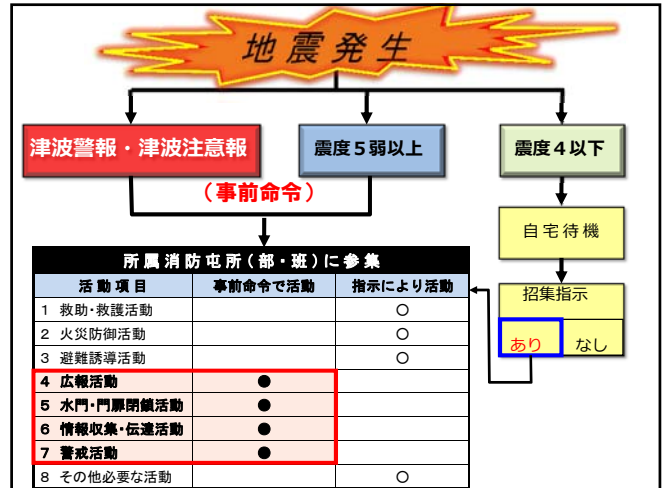 地震発生
津波警報・津波注意報
震度５弱以上
震度４以下
（事前命令）
自宅待機
招集指示
あり
なし
所属消防屯所（部・班）に参集
活動項目 事前命令で活動 指示により活動
1 救助・救護活動 ○
2 火災防御活動 ○
3 避難誘導活動 ○
4 広報活動 ●
5 水門・門扉閉鎖活動 ●
6 情報収集・伝達活動 ●
7 警戒活動 ●
8 その他必要な活動 ○